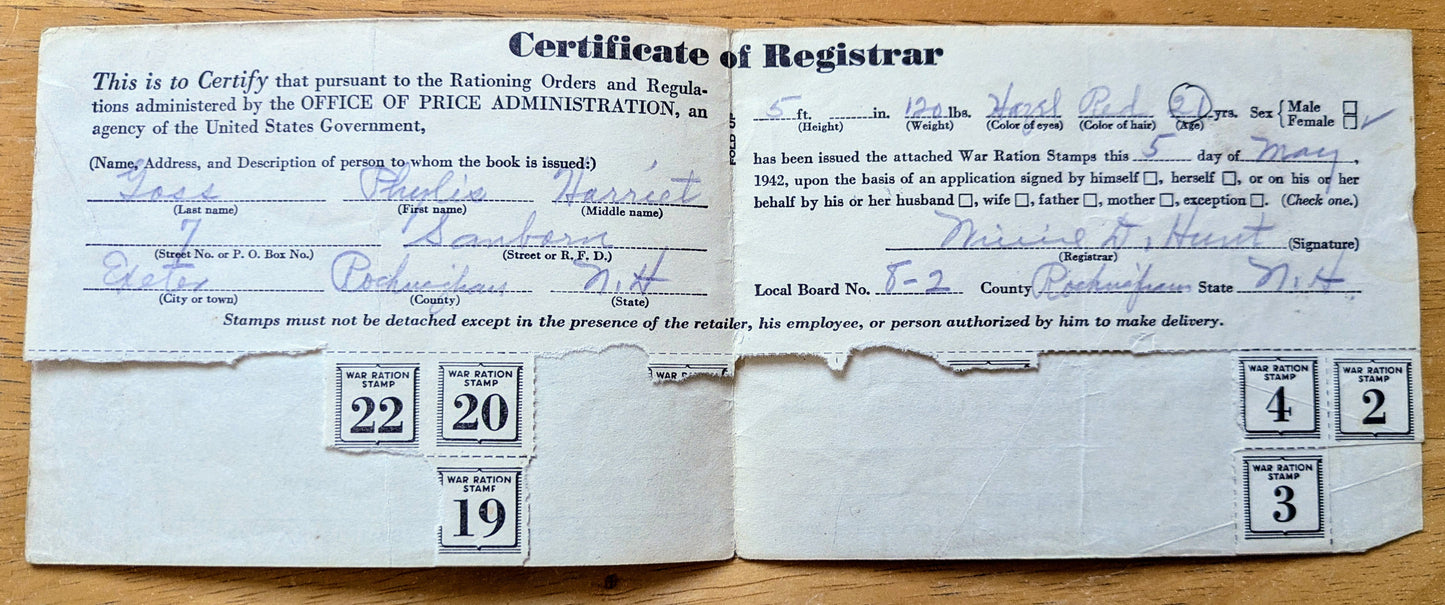 Certificate of Registrar
This is to Certify that pursuant to the Rationing Orders and Regula-
tions administered by the OFFICE OF PRICE ADMINISTRATION, an
agency of the United States Government,
(Name, Address, and Description of person to whom the book is issued:)
Goss Phylis Harriet
(Last name) (First name) (Middle name)
7 Sanborn
(Street No. or P. O. Box No.) (Street or R. F. D.)
Exeter Rockingham N.H
(City or town) (County) (State)
FOLD
5 ft. in. 120 lbs. Hazel Red 21 yrs. Sex { Male
Female
(Height) (Weight) (Color of eyes) (Color of hair) (Age)
has been issued the attached War Ration Stamps this 5 day of May,
1942, upon the basis of an application signed by himself □, herself □, or on his or her
behalf by his or her husband □, wife □, father □, mother □, exception □. (Check one.)
D. Hunt (Signature)
(Registrar)
Local Board No. 8-2 County Rockingham State N.H.
Stamps must not be detached except in the presence of the retailer, his employee, or person authorized by him to make delivery.
WAR RATION
STAMP
22
WAR RATION
STAMP
20
WAR
WAR RATION
STAMP
4
WAR RATION
STAMP
2
WAR RATION
STAMP
19
WAR RATION
STAMP
3